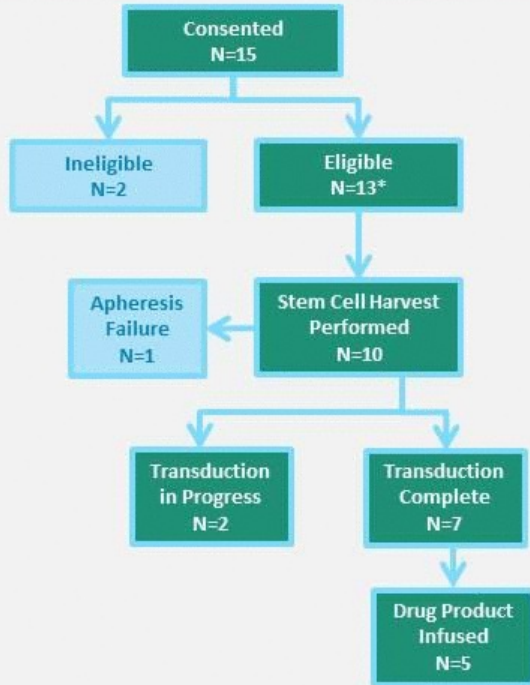 Consented
N=15
Ineligible
N=2
Eligible
N=13*
Apheresis
Failure
N=1
Stem Cell Harvest
Performed
N=10
Transduction
in Progress
N=2
Transduction
Complete
N=7
Drug Product
Infused
N=5